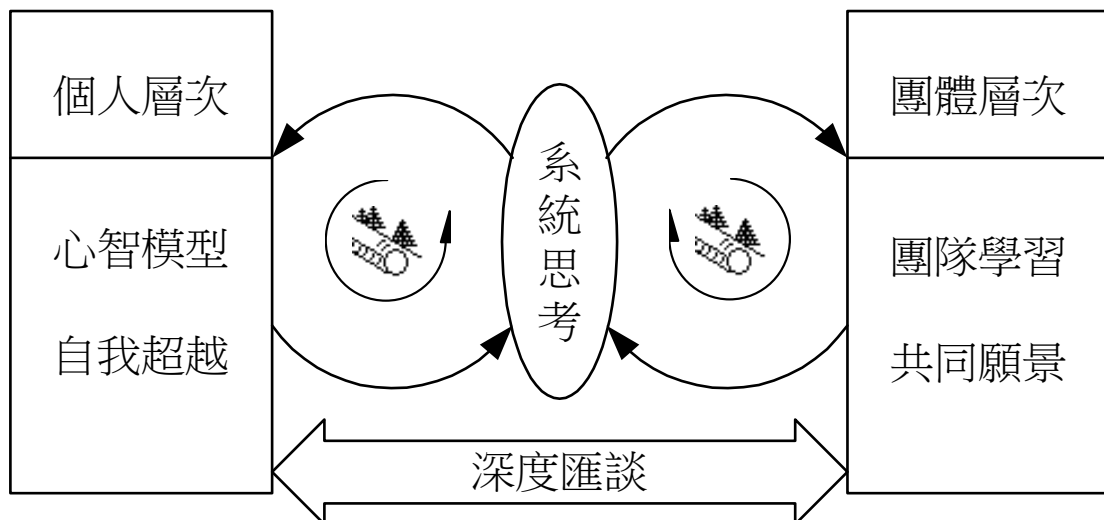 個人層次
心智模型
自我超越
系統思考
團體層次
團隊學習
共同願景
深度匯談